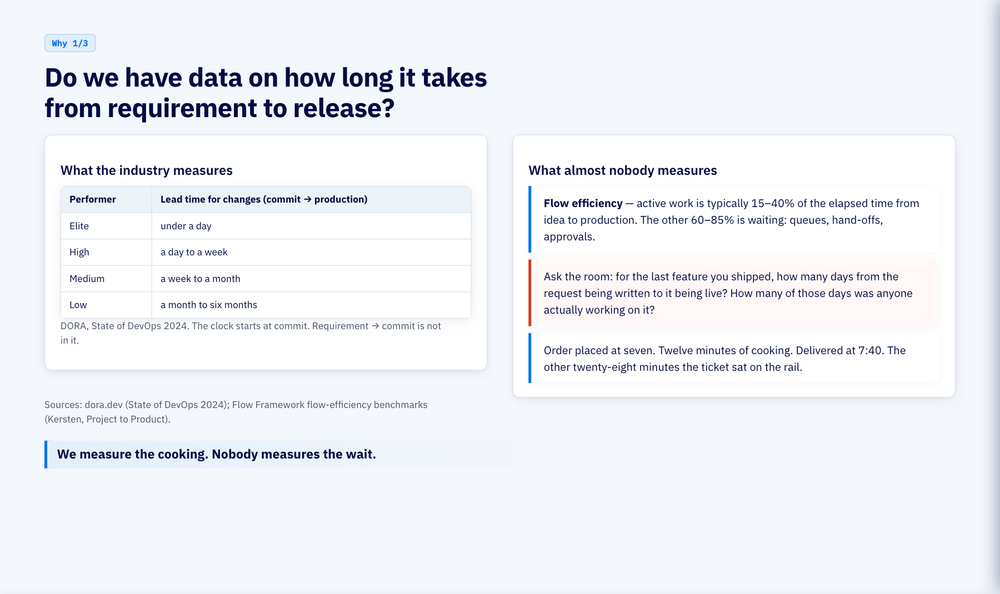 Why 1/3
Do we have data on how long it takes
from requirement to release?
What the industry measures
Performer Lead time for changes (commit → production)
Elite under a day
High a day to a week
Medium a week to a month
Low a month to six months
DORA, State of DevOps 2024. The clock starts at commit. Requirement → commit is not
in it.
What almost nobody measures
Flow efficiency — active work is typically 15–40% of the elapsed time from
idea to production. The other 60–85% is waiting: queues, hand-offs,
approvals.
Ask the room: for the last feature you shipped, how many days from the
request being written to it being live? How many of those days was anyone
actually working on it?
Order placed at seven. Twelve minutes of cooking. Delivered at 7:40. The
other twenty-eight minutes the ticket sat on the rail.
Sources: dora.dev (State of DevOps 2024); Flow Framework flow-efficiency benchmarks
(Kersten, Project to Product).
We measure the cooking. Nobody measures the wait.